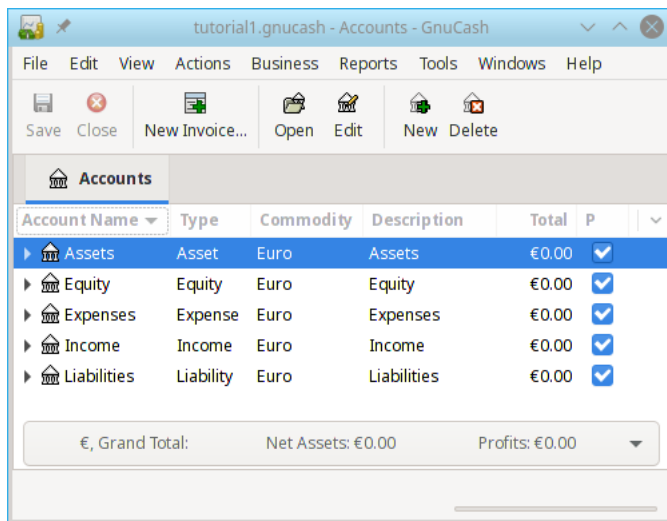 tutorial1.gnucash - Accounts - GnuCash
File Edit View Actions Business Reports Tools Windows Help
Save Close New Invoice... Open Edit New Delete
Accounts
Account Name Type Commodity Description Total P
Assets Asset Euro Assets €0.00
Equity Equity Euro Equity €0.00
Expenses Expense Euro Expenses €0.00
Income Income Euro Income €0.00
Liabilities Liability Euro Liabilities €0.00
€, Grand Total: Net Assets: €0.00 Profits: €0.00